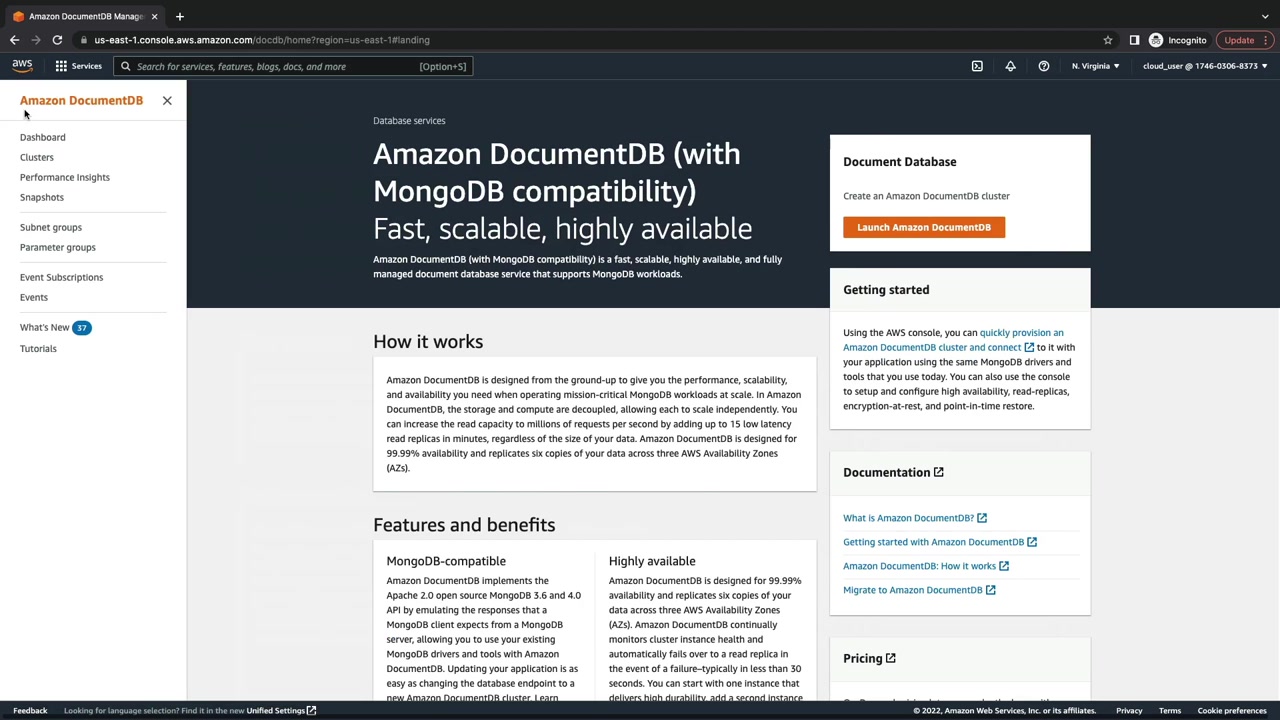 Amazon DocumentDB Manage
us-east-1.console.aws.amazon.com/docdb/home?region=us-east-1#landing
Incognito
Update
aws
Services
Search for services, features, blogs, docs, and more
[Option+S]
N. Virginia
cloud_user @ 1746-0306-8373
Amazon DocumentDB
Dashboard
Clusters
Performance Insights
Snapshots
Subnet groups
Parameter groups
Event Subscriptions
Events
What's New 37
Tutorials
Database services
Amazon DocumentDB (with
MongoDB compatibility)
Fast, scalable, highly available
Amazon DocumentDB (with MongoDB compatibility) is a fast, scalable, highly available, and fully
managed document database service that supports MongoDB workloads.
Document Database
Create an Amazon DocumentDB cluster
Launch Amazon DocumentDB
Getting started
Using the AWS console, you can quickly provision an
Amazon DocumentDB cluster and connect to it with
your application using the same MongoDB drivers and
tools that you use today. You can also use the console
to setup and configure high availability, read-replicas,
encryption-at-rest, and point-in-time restore.
How it works
Amazon DocumentDB is designed from the ground-up to give you the performance, scalability,
and availability you need when operating mission-critical MongoDB workloads at scale. In Amazon
DocumentDB, the storage and compute are decoupled, allowing each to scale independently. You
can increase the read capacity to millions of requests per second by adding up to 15 low latency
read replicas in minutes, regardless of the size of your data. Amazon DocumentDB is designed for
99.99% availability and replicates six copies of your data across three AWS Availability Zones
(AZs).
Documentation
What is Amazon DocumentDB?
Getting started with Amazon DocumentDB
Amazon DocumentDB: How it works
Migrate to Amazon DocumentDB
Features and benefits
MongoDB-compatible
Amazon DocumentDB implements the
Apache 2.0 open source MongoDB 3.6 and 4.0
API by emulating the responses that a
MongoDB client expects from a MongoDB
server, allowing you to use your existing
MongoDB drivers and tools with Amazon
DocumentDB. Updating your application is as
easy as changing the database endpoint to a
new Amazon DocumentDB cluster. Learn
Highly available
Amazon DocumentDB is designed for 99.99%
availability and replicates six copies of your
data across three AWS Availability Zones
(AZs). Amazon DocumentDB continually
monitors cluster instance health and
automatically fails over to a read replica in
the event of a failure–typically in less than 30
seconds. You can start with one instance that
delivers high durability, add a second instance
Pricing
Feedback
Looking for language selection? Find it in the new Unified Settings
© 2022, Amazon Web Services, Inc. or its affiliates.
Privacy
Terms
Cookie preferences